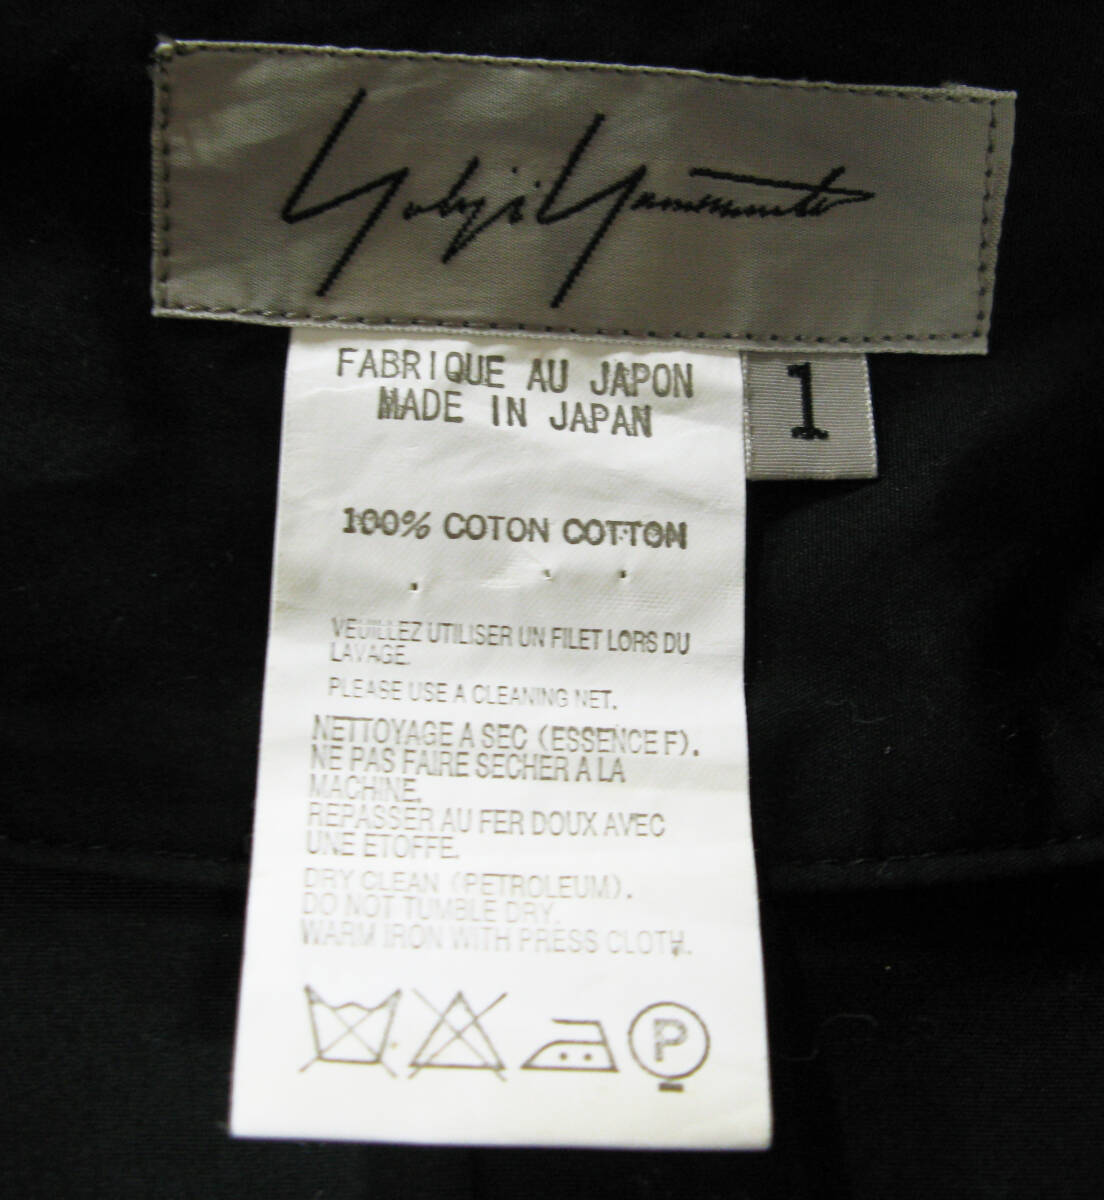 Yohji Yamamoto
1
FABRIQUE AU JAPON
MADE IN JAPAN
100% COTON COTTON
VEUILLEZ UTILISER UN FILET LORS DU
LAVAGE.
PLEASE USE A CLEANING NET.
NETTOYAGE A SEC (ESSENCE F).
NE PAS FAIRE SECHER A LA
MACHINE.
REPASSER AU FER DOUX AVEC
UNE ETOFFE.
DRY CLEAN (PETROLEUM).
DO NOT TUMBLE DRY.
WARM IRON WITH PRESS CLOTH.
P